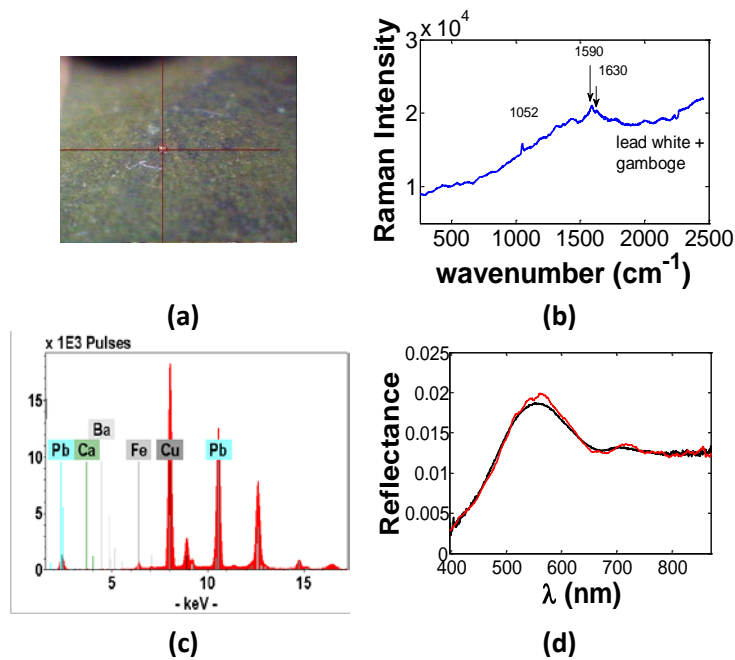 (a)
x 10⁴
3
2
1
Raman Intensity
1590
1630
1052
lead white +
gamboge
500 1000 1500 2000 2500
wavenumber (cm⁻¹)
(b)
x 1E3 Pulses
15
10
5
0
Pb Ca Ba Fe Cu Pb
5 10 15
- keV -
(c)
0.025
0.02
0.015
0.01
0.005
0
Reflectance
400 500 600 700 800
λ (nm)
(d)